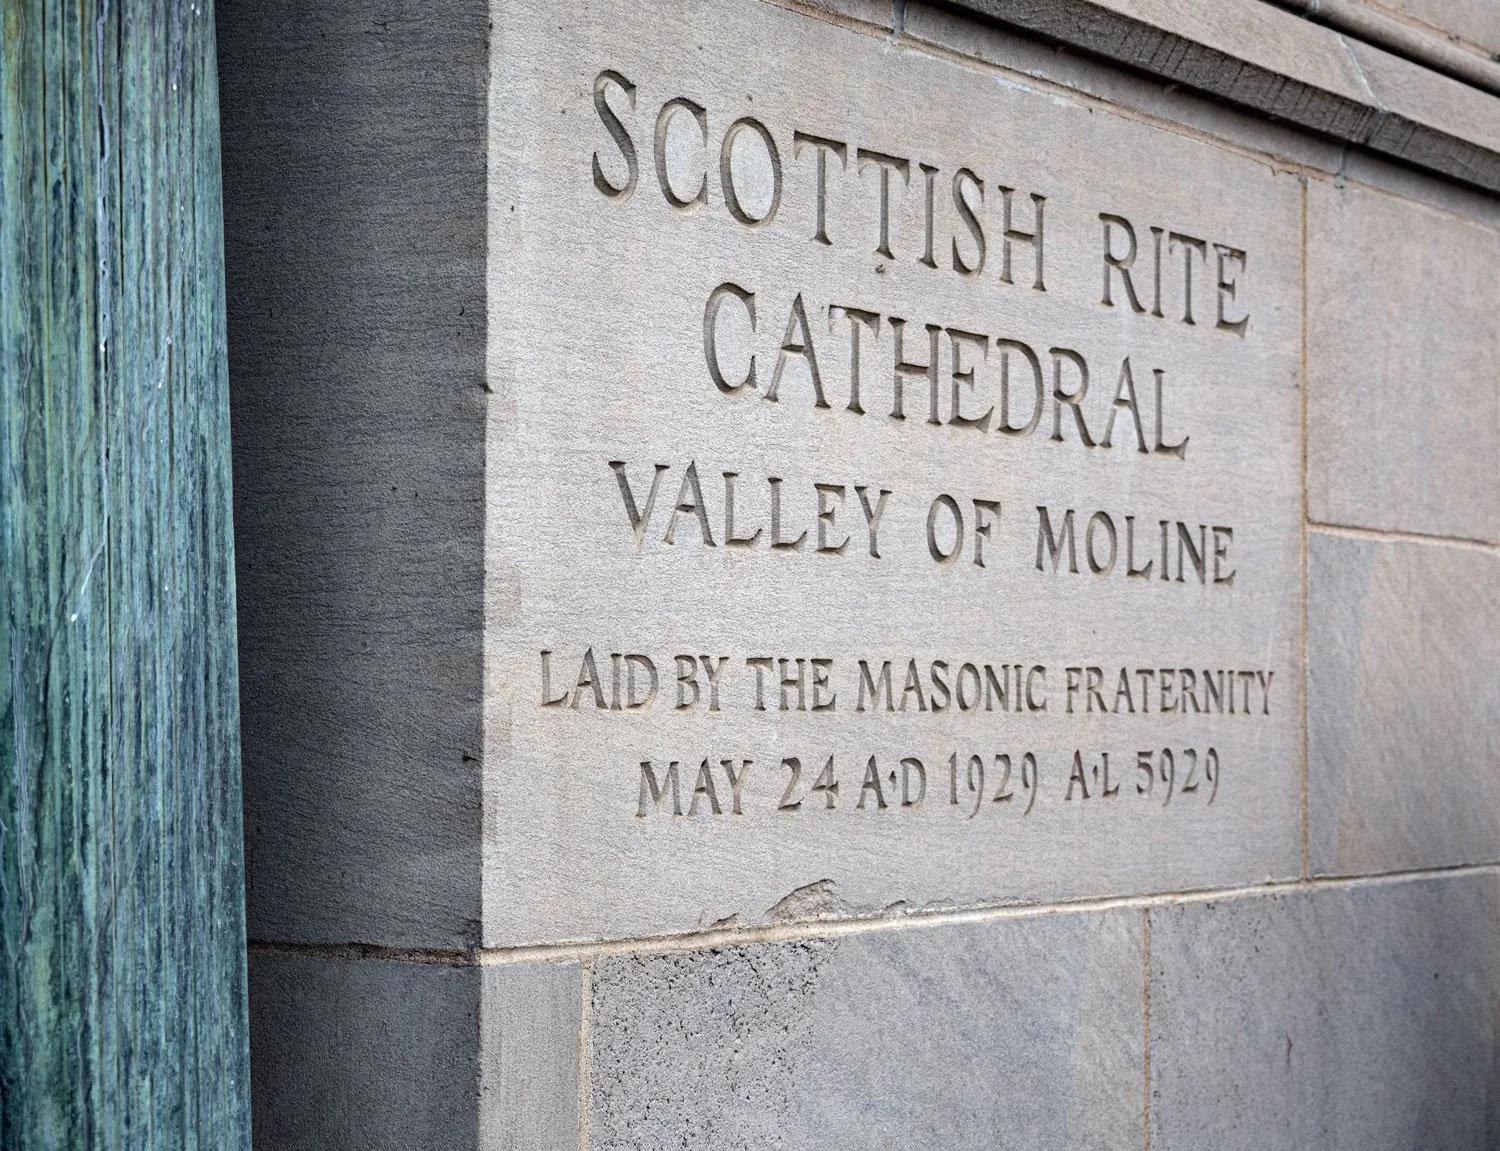 SCOTTISH RITE
CATHEDRAL
VALLEY OF MOLINE
LAID BY THE MASONIC FRATERNITY
MAY 24 A·D 1929 A·L 5929